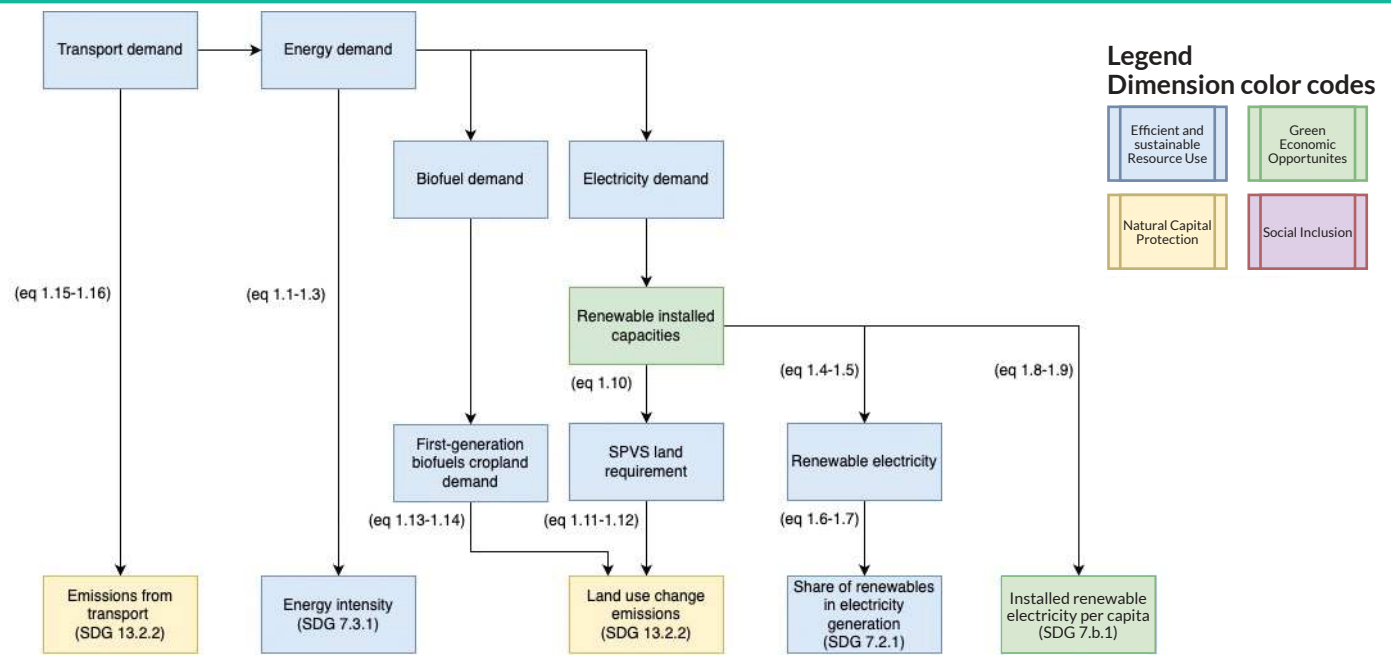 Transport demand
Energy demand
Legend
Dimension color codes
Efficient and
sustainable
Resource Use
Green
Economic
Opportunites
Natural Capital
Protection
Social Inclusion
Biofuel demand
Electricity demand
(eq 1.15-1.16)
(eq 1.1-1.3)
Renewable installed
capacities
(eq 1.10)
(eq 1.4-1.5)
(eq 1.8-1.9)
First-generation
biofuels cropland
demand
SPVS land
requirement
Renewable electricity
(eq 1.13-1.14)
(eq 1.11-1.12)
(eq 1.6-1.7)
Emissions from
transport
(SDG 13.2.2)
Energy intensity
(SDG 7.3.1)
Land use change
emissions
(SDG 13.2.2)
Share of renewables
in electricity
generation
(SDG 7.2.1)
Installed renewable
electricity per capita
(SDG 7.b.1)